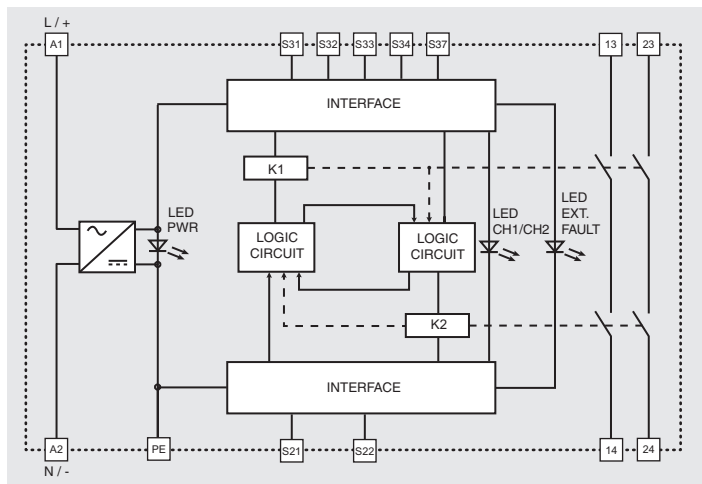 L / +
A1
S31
S32
S33
S34
S37
13
23
INTERFACE
K1
LED
PWR
LOGIC
CIRCUIT
LOGIC
CIRCUIT
LED
CH1/CH2
LED
EXT.
FAULT
K2
INTERFACE
A2
PE
S21
S22
14
24
N / -